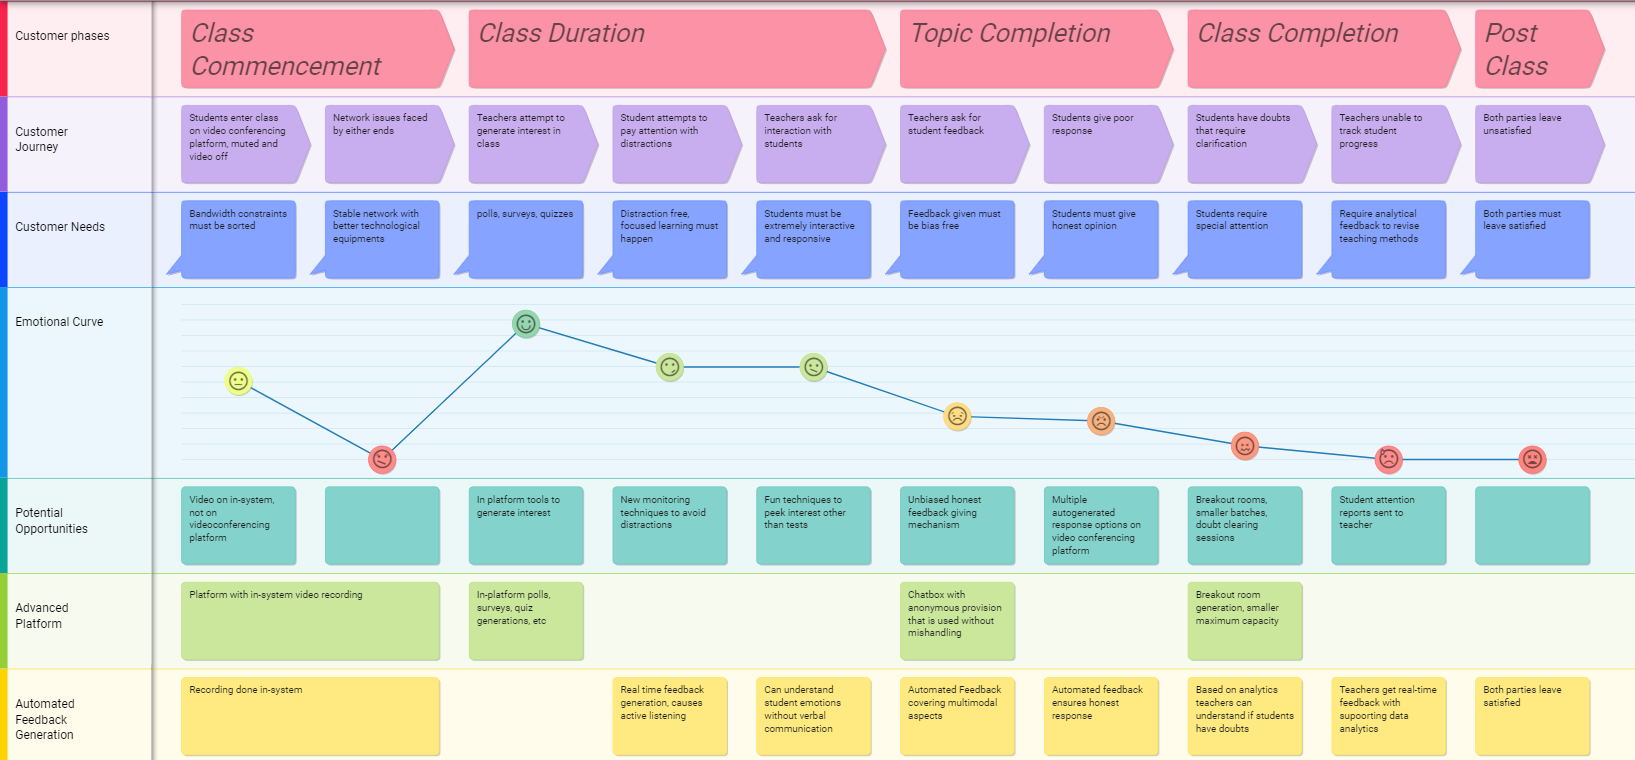 Customer phases
Class
Commencement
Class Duration
Topic Completion
Class Completion
Post
Class
Customer
Journey
Students enter class
on video conferencing
platform, muted and
video off
Network issues faced
by either ends
Teachers attempt to
generate interest in
class
Student attempts to
pay attention with
distractions
Teachers ask for
interaction with
students
Teachers ask for
student feedback
Students give poor
response
Students have doubts
that require
clarification
Teachers unable to
track student
progress
Both parties leave
unsatisfied
Customer Needs
Bandwidth constraints
must be sorted
Stable network with
better technological
equipments
polls, surveys, quizzes
Distraction free,
focused learning must
happen
Students must be
extremely interactive
and responsive
Feedback given must
be bias free
Students must give
honest opinion
Students require
special attention
Require analytical
feedback to revise
teaching methods
Both parties must
leave satisfied
Emotional Curve
Potential
Opportunities
Video on in-system,
not on
videoconferencing
platform
In platform tools to
generate interest
New monitoring
techniques to avoid
distractions
Fun techniques to
peek interest other
than tests
Unbiased honest
feedback giving
mechanism
Multiple
autogenerated
response options on
video conferencing
platform
Breakout rooms,
smaller batches,
doubt clearing
sessions
Student attention
reports sent to
teacher
Advanced
Platform
Platform with in-system video recording
In-platform polls,
surveys, quiz
generations, etc
Chatbox with
anonymous provision
that is used without
mishandling
Breakout room
generation, smaller
maximum capacity
Automated
Feedback
Generation
Recording done in-system
Real time feedback
generation, causes
active listening
Can understand
student emotions
without verbal
communication
Automated Feedback
covering multimodal
aspects
Automated feedback
ensures honest
response
Based on analytics
teachers can
understand if students
have doubts
Teachers get real-time
feedback with
supoorting data
analytics
Both parties leave
satisfied